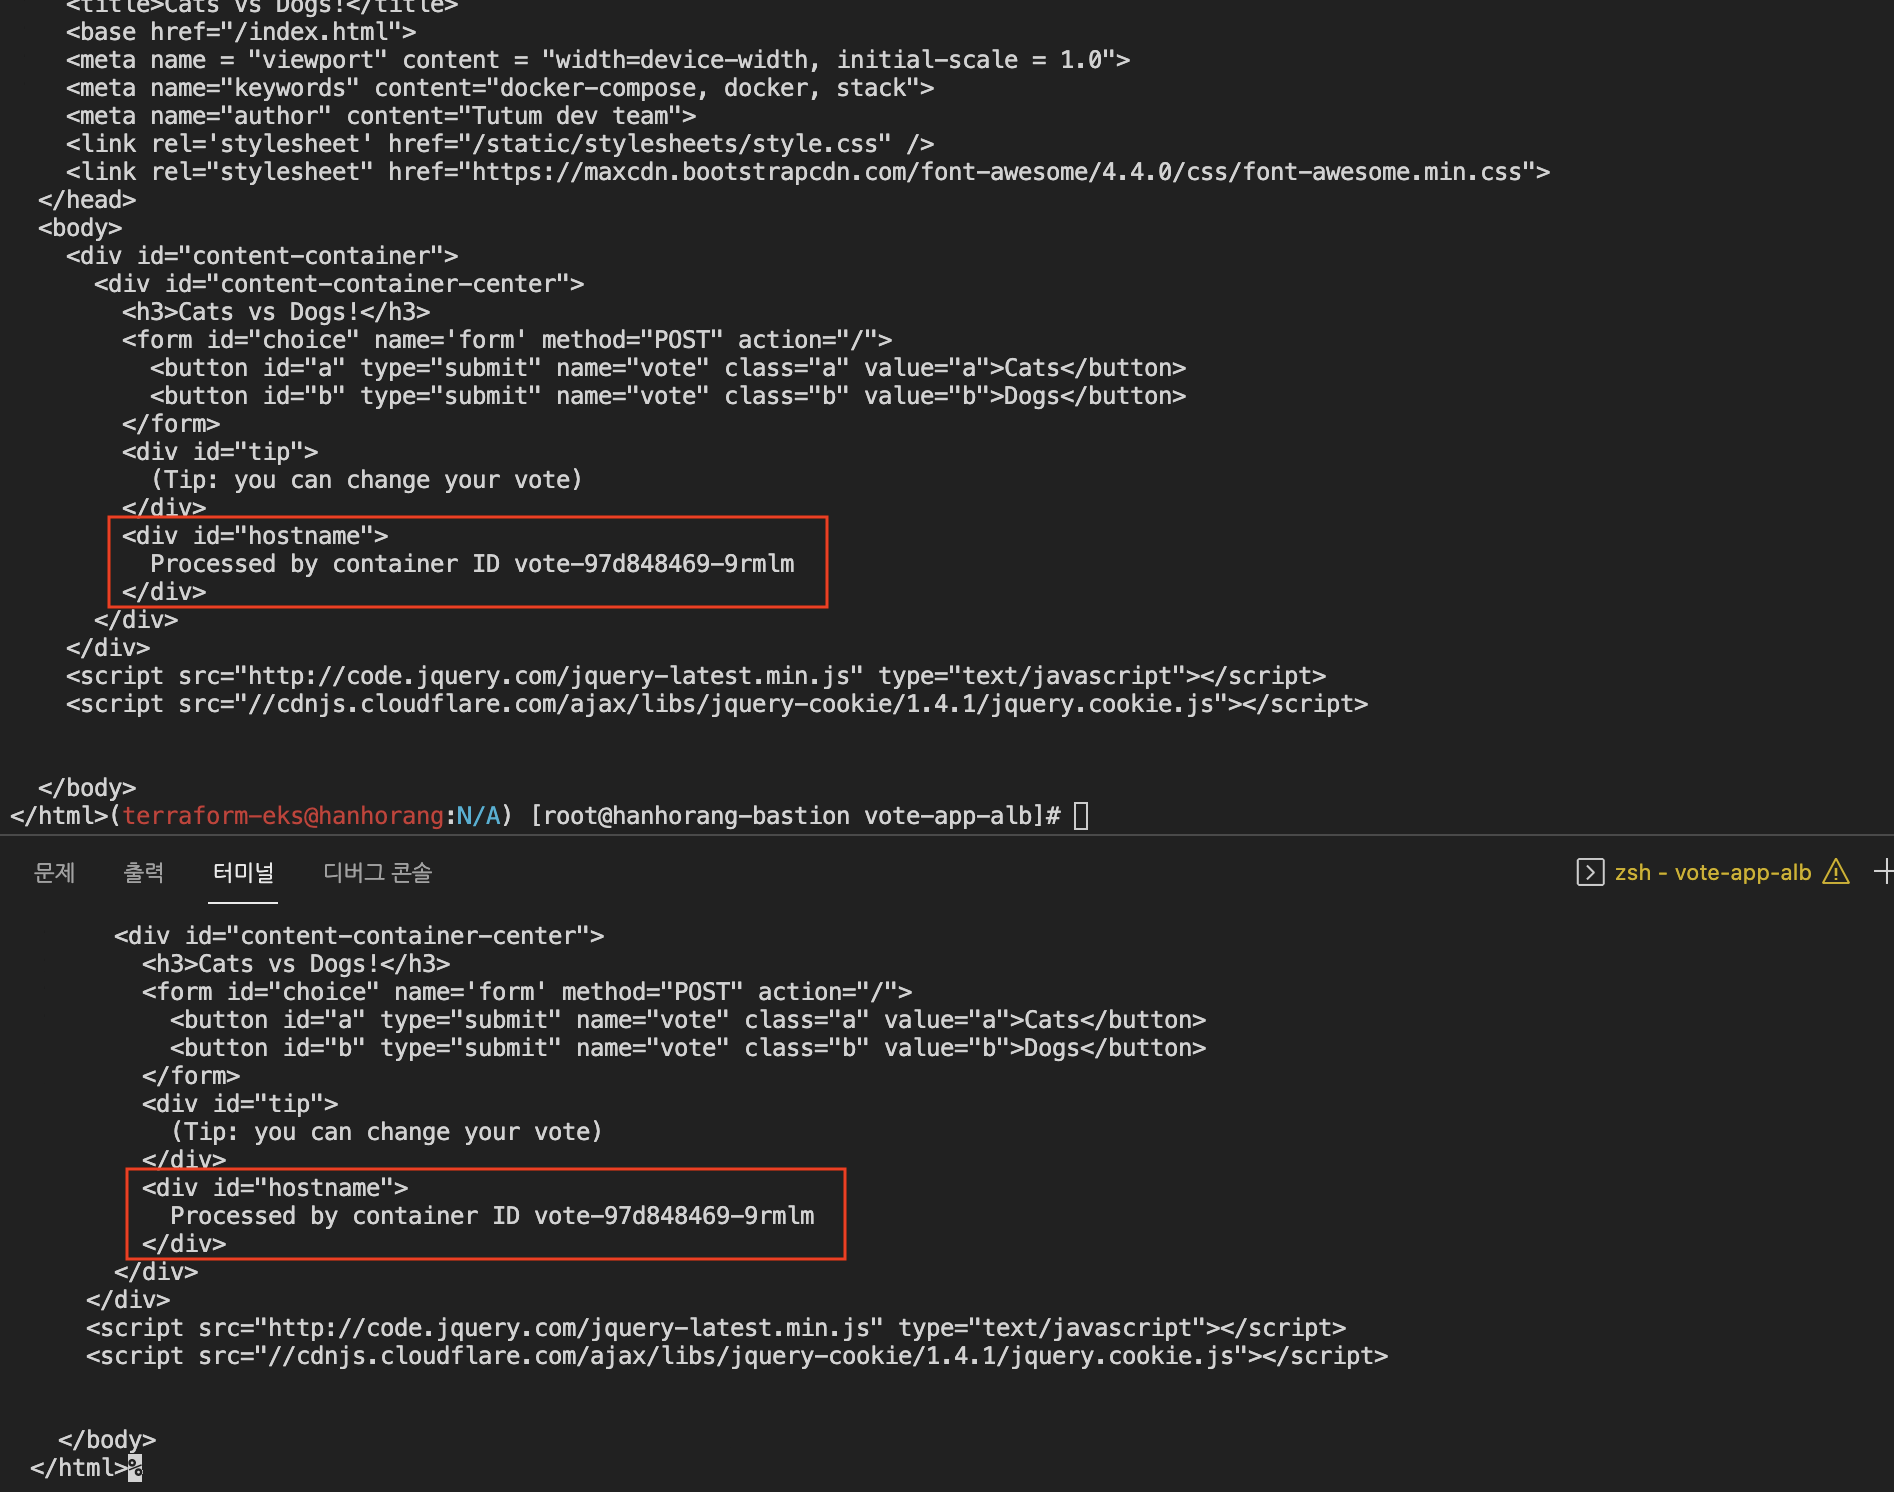 <title>Cats vs Dogs!</title>
<base href="/index.html">
<meta name = "viewport" content = "width=device-width, initial-scale = 1.0">
<meta name="keywords" content="docker-compose, docker, stack">
<meta name="author" content="Tutum dev team">
<link rel='stylesheet' href="/static/stylesheets/style.css" />
<link rel="stylesheet" href="https://maxcdn.bootstrapcdn.com/font-awesome/4.4.0/css/font-awesome.min.css">
</head>
<body>
<div id="content-container">
<div id="content-container-center">
<h3>Cats vs Dogs!</h3>
<form id="choice" name='form' method="POST" action="/">
<button id="a" type="submit" name="vote" class="a" value="a">Cats</button>
<button id="b" type="submit" name="vote" class="b" value="b">Dogs</button>
</form>
<div id="tip">
(Tip: you can change your vote)
</div>
<div id="hostname">
Processed by container ID vote-97d848469-9rmlm
</div>
</div>
</div>
<script src="http://code.jquery.com/jquery-latest.min.js" type="text/javascript"></script>
<script src="//cdnjs.cloudflare.com/ajax/libs/jquery-cookie/1.4.1/jquery.cookie.js"></script>
</body>
</html>(terraform-eks@hanhorang:N/A) [root@hanhorang-bastion vote-app-alb]#
문제 출력 터미널 디버그 콘솔 zsh - vote-app-alb
<div id="content-container-center">
<h3>Cats vs Dogs!</h3>
<form id="choice" name='form' method="POST" action="/">
<button id="a" type="submit" name="vote" class="a" value="a">Cats</button>
<button id="b" type="submit" name="vote" class="b" value="b">Dogs</button>
</form>
<div id="tip">
(Tip: you can change your vote)
</div>
<div id="hostname">
Processed by container ID vote-97d848469-9rmlm
</div>
</div>
</div>
<script src="http://code.jquery.com/jquery-latest.min.js" type="text/javascript"></script>
<script src="//cdnjs.cloudflare.com/ajax/libs/jquery-cookie/1.4.1/jquery.cookie.js"></script>
</body>
</html>%